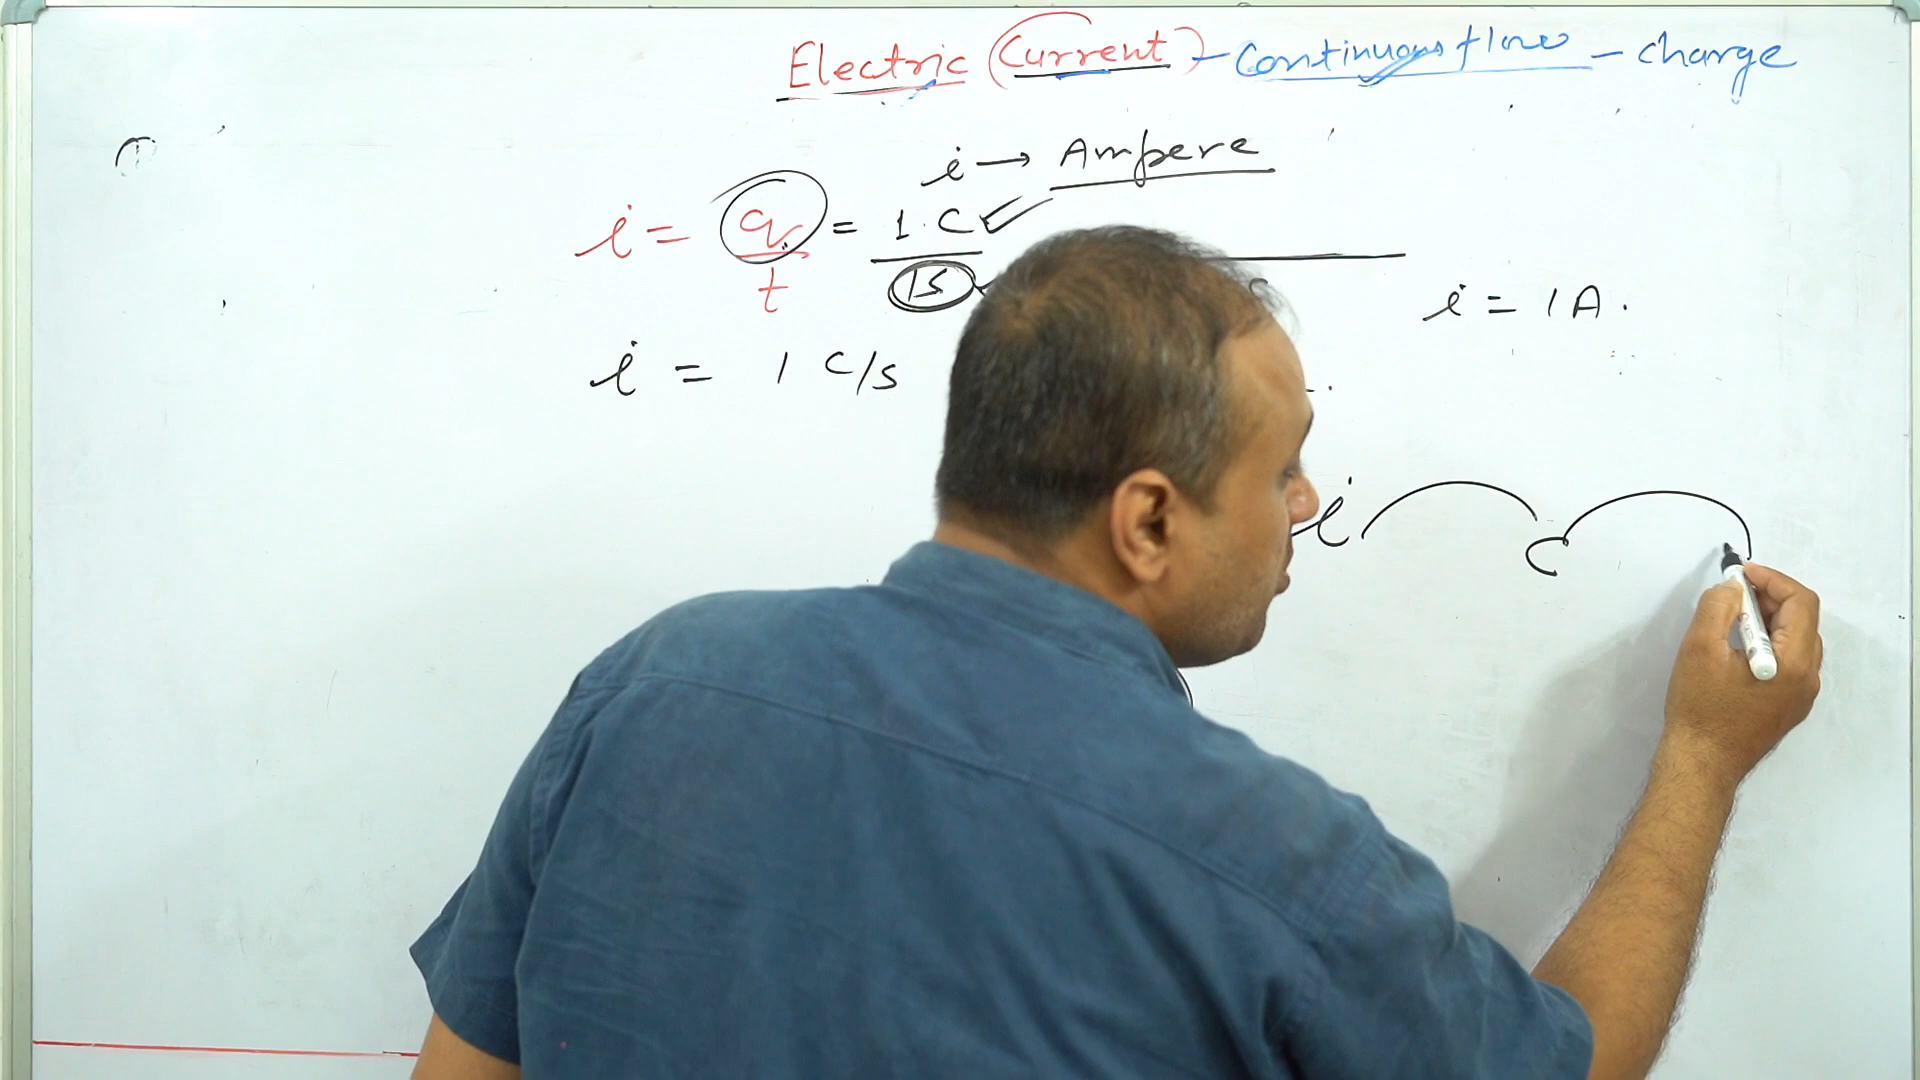 Electric (Current) - Continuous flow - charge
i → Ampere
i = q/t = 1 C/1s
i = 1A.
i = 1 C/s
i
C